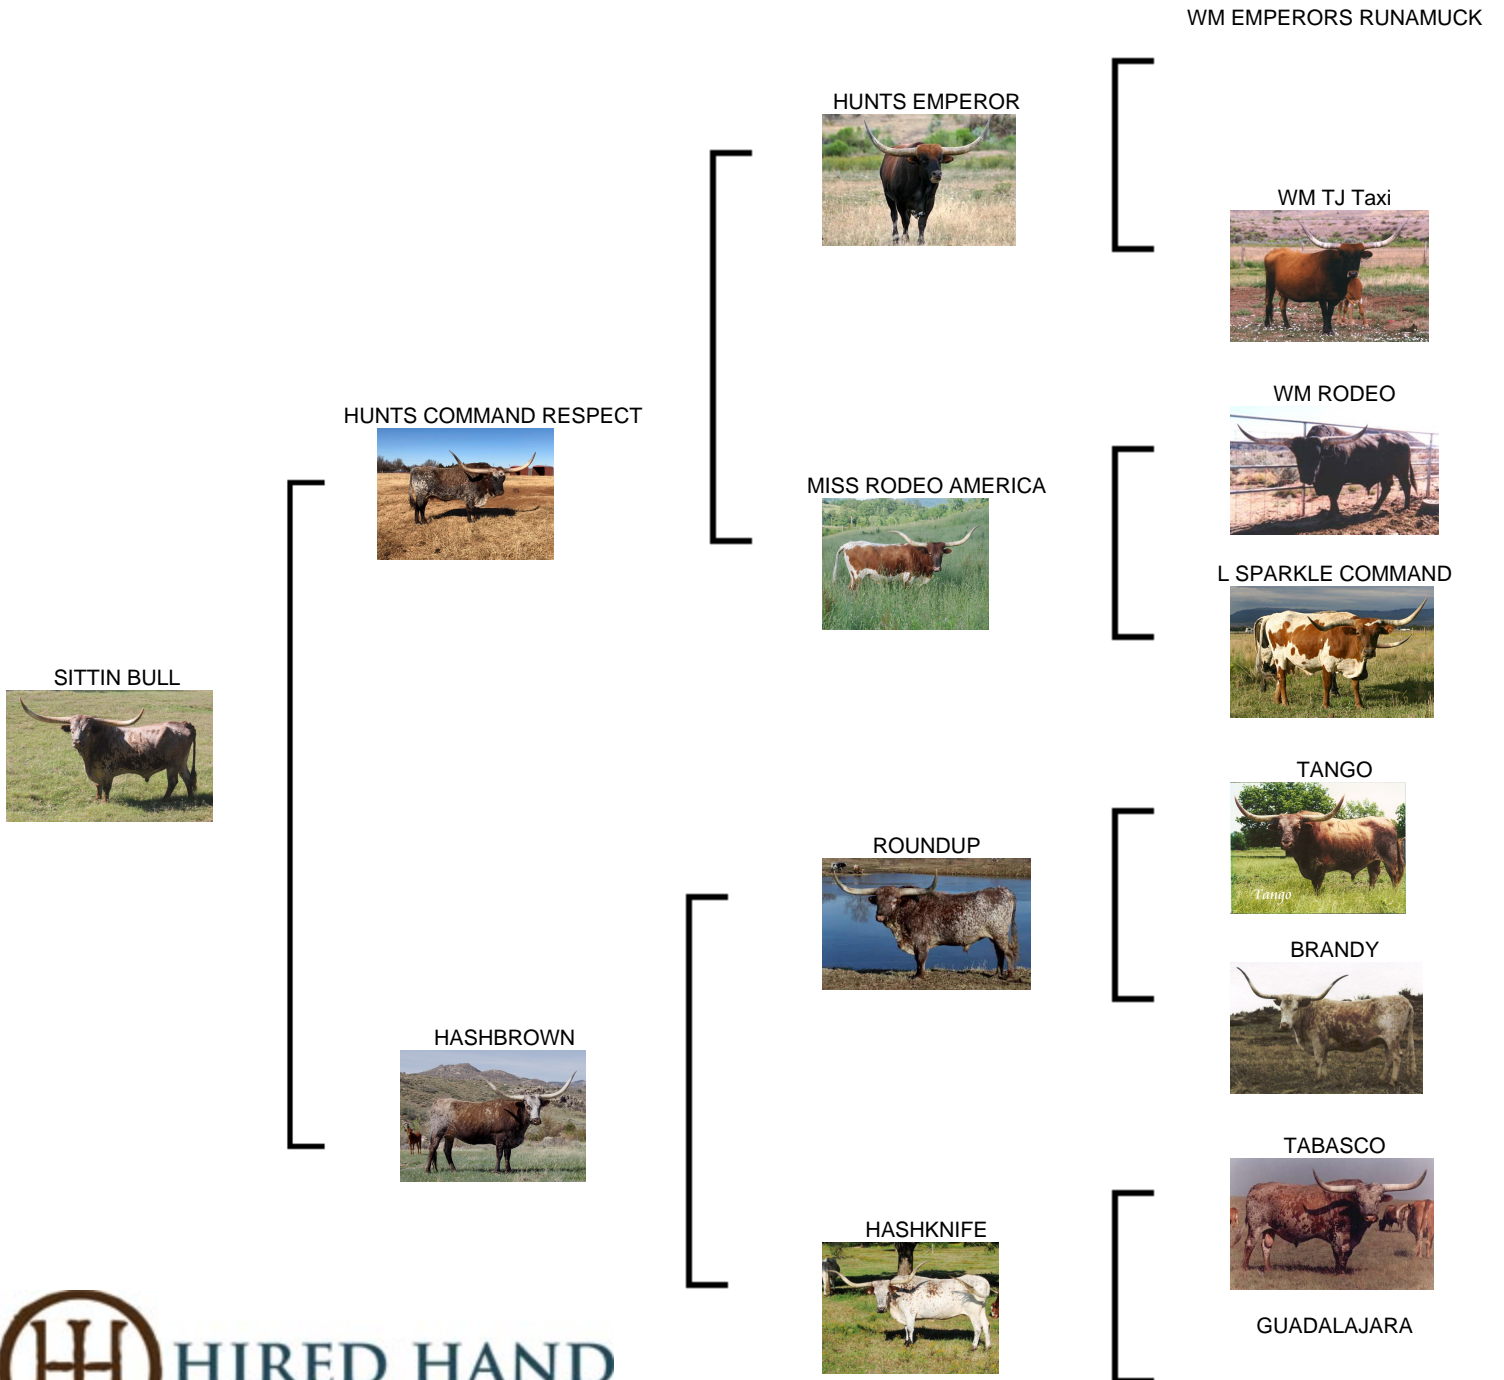 WM EMPERORS RUNAMUCK
HUNTS EMPEROR
WM TJ Taxi
WM RODEO
HUNTS COMMAND RESPECT
MISS RODEO AMERICA
L SPARKLE COMMAND
SITTIN BULL
TANGO
Tango
ROUNDUP
BRANDY
HASHBROWN
TABASCO
HASHKNIFE
GUADALAJARA
HIRED HAND